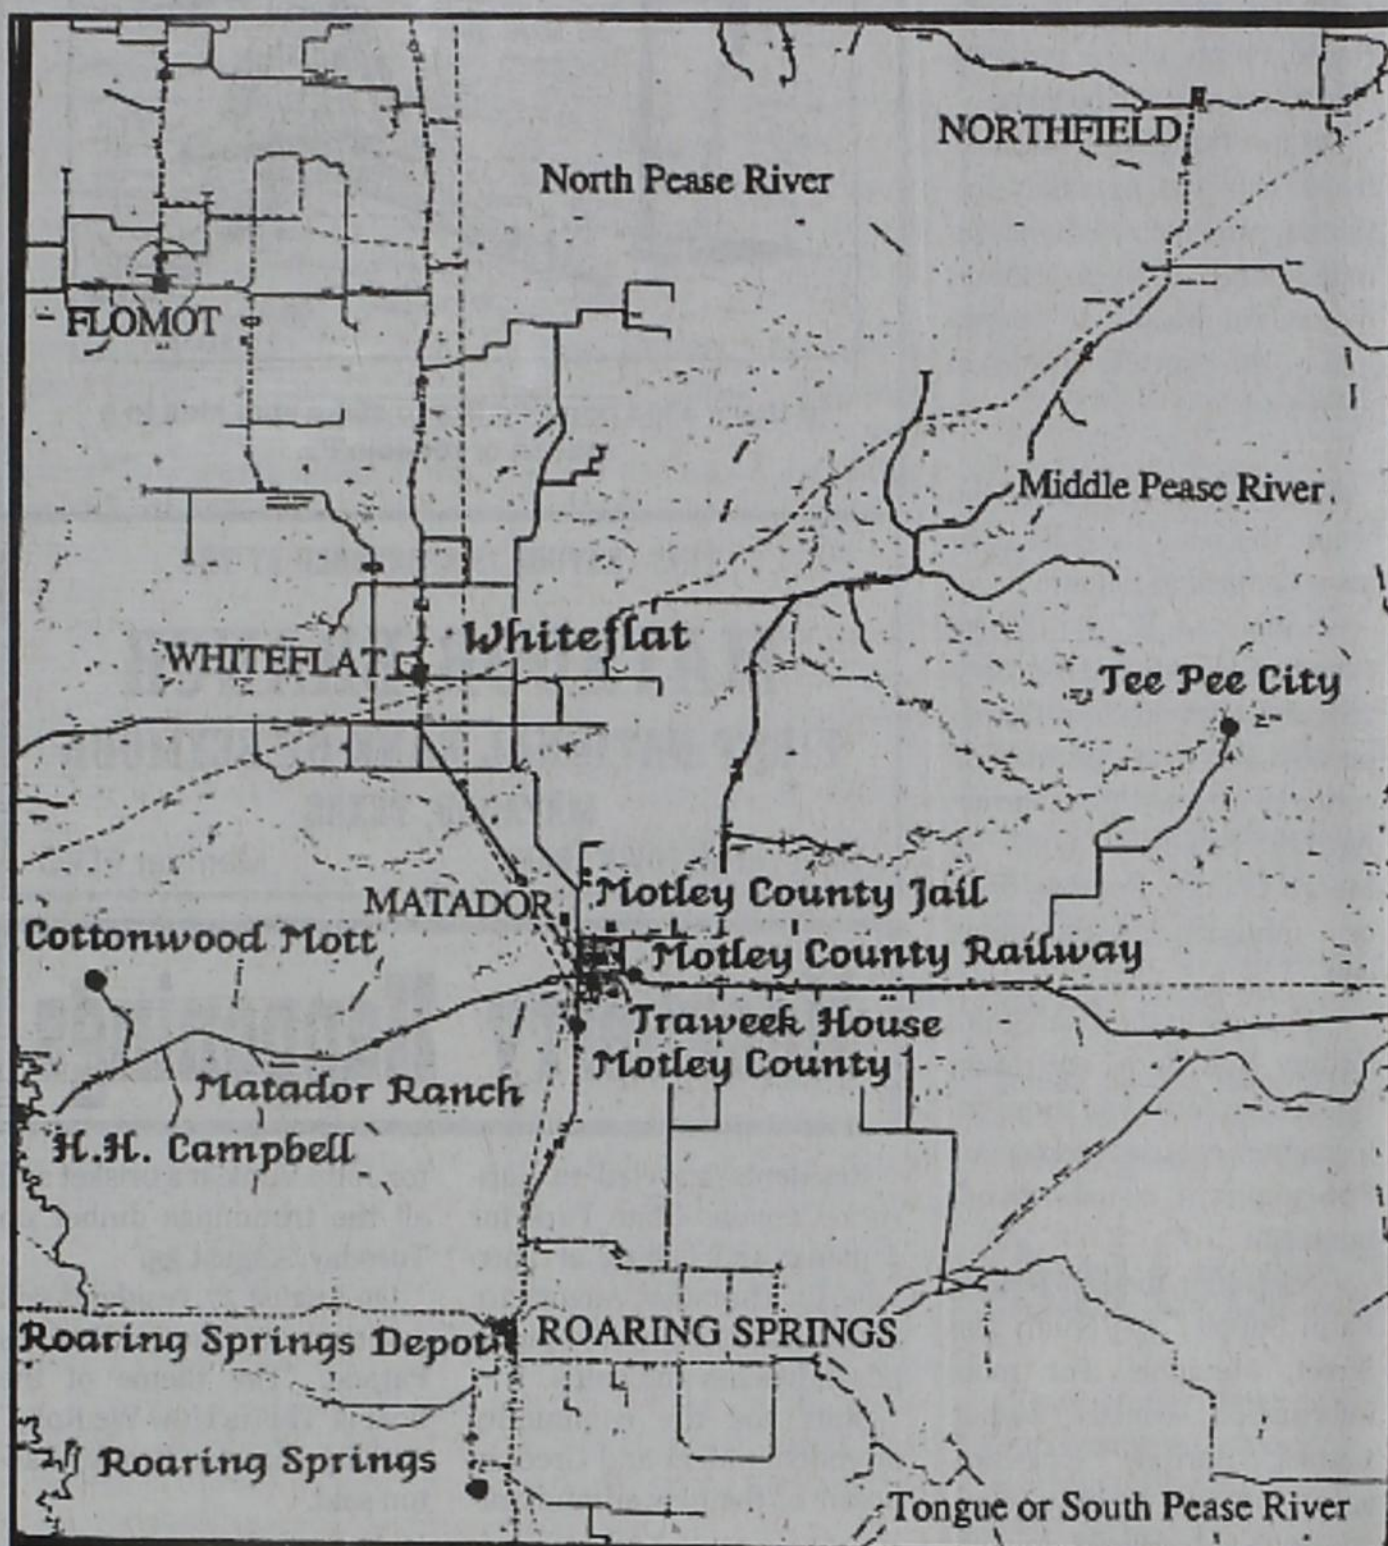 NORTHFIELD
North Pease River
FLOMOT
Middle Pease River
Whiteflat
WHITEFLAT
Tee Pee City
Motley County Jail
MATADOR
Cottonwood Mott
Motley County Railway
Traweek House
Motley County
Matador Ranch
H.H. Campbell
Roaring Springs Depot
ROARING SPRINGS
Roaring Springs
Tongue or South Pease River